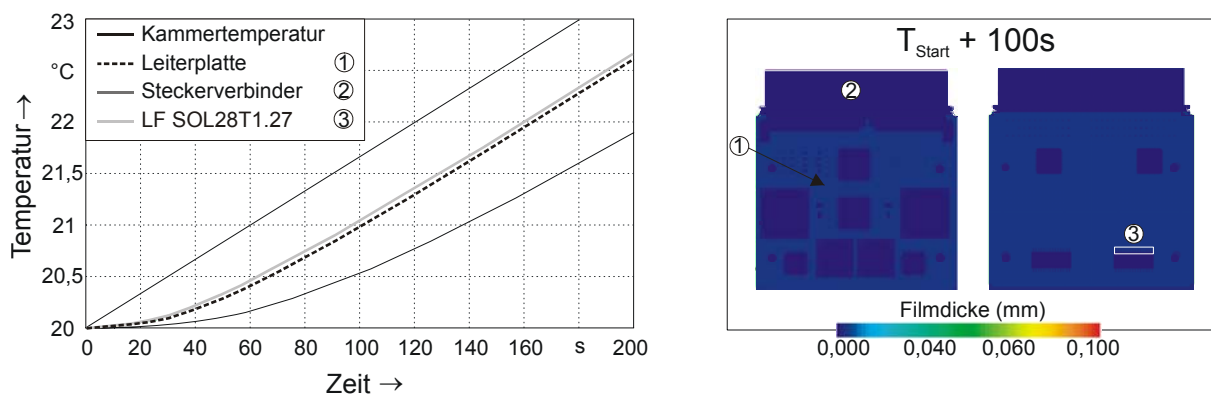 23
°C
22
21,5
21
20,5
20
Temperatur →
Kammertemperatur
Leiterplatte ①
Steckerverbinder ②
LF SOL28T1.27 ③
0 20 40 60 80 100 120 140 160 s 200
Zeit →
T_Start + 100s
②
①
③
Filmdicke (mm)
0,000 0,040 0,060 0,100